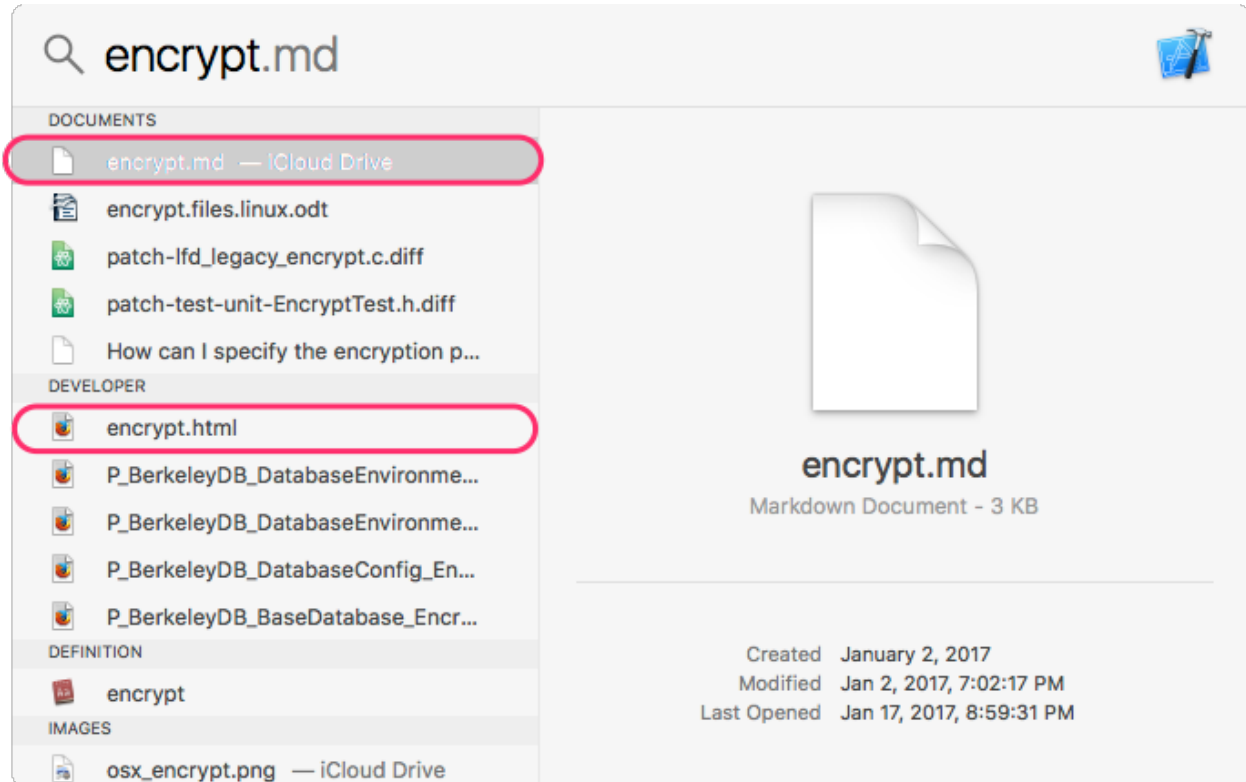 encrypt.md
DOCUMENTS
encrypt.md — iCloud Drive
encrypt.files.linux.odt
patch-lfd_legacy_encrypt.c.diff
patch-test-unit-EncryptTest.h.diff
How can I specify the encryption p...
DEVELOPER
encrypt.html
P_BerkeleyDB_DatabaseEnvironme...
P_BerkeleyDB_DatabaseEnvironme...
P_BerkeleyDB_DatabaseConfig_En...
P_BerkeleyDB_BaseDatabase_Encr...
DEFINITION
encrypt
IMAGES
osx_encrypt.png — iCloud Drive
encrypt.md
Markdown Document - 3 KB
Created January 2, 2017
Modified Jan 2, 2017, 7:02:17 PM
Last Opened Jan 17, 2017, 8:59:31 PM